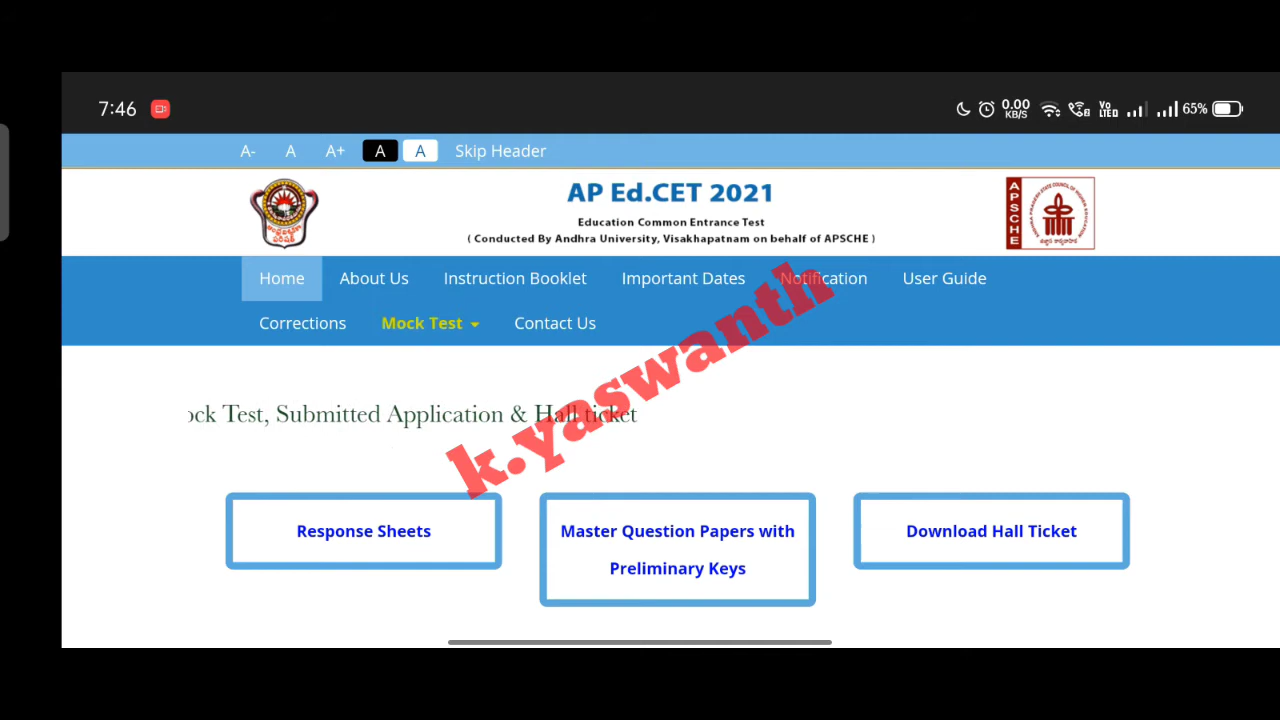 7:46
0.00
KB/S
Vo
LTED
65%
A- A A+ A A Skip Header
AP Ed.CET 2021
Education Common Entrance Test
( Conducted By Andhra University, Visakhapatnam on behalf of APSCHE )
APSCHE
Home About Us Instruction Booklet Important Dates Notification User Guide
Corrections Mock Test Contact Us
ock Test, Submitted Application & Hall ticket
k.yaswanth
Response Sheets
Master Question Papers with
Preliminary Keys
Download Hall Ticket